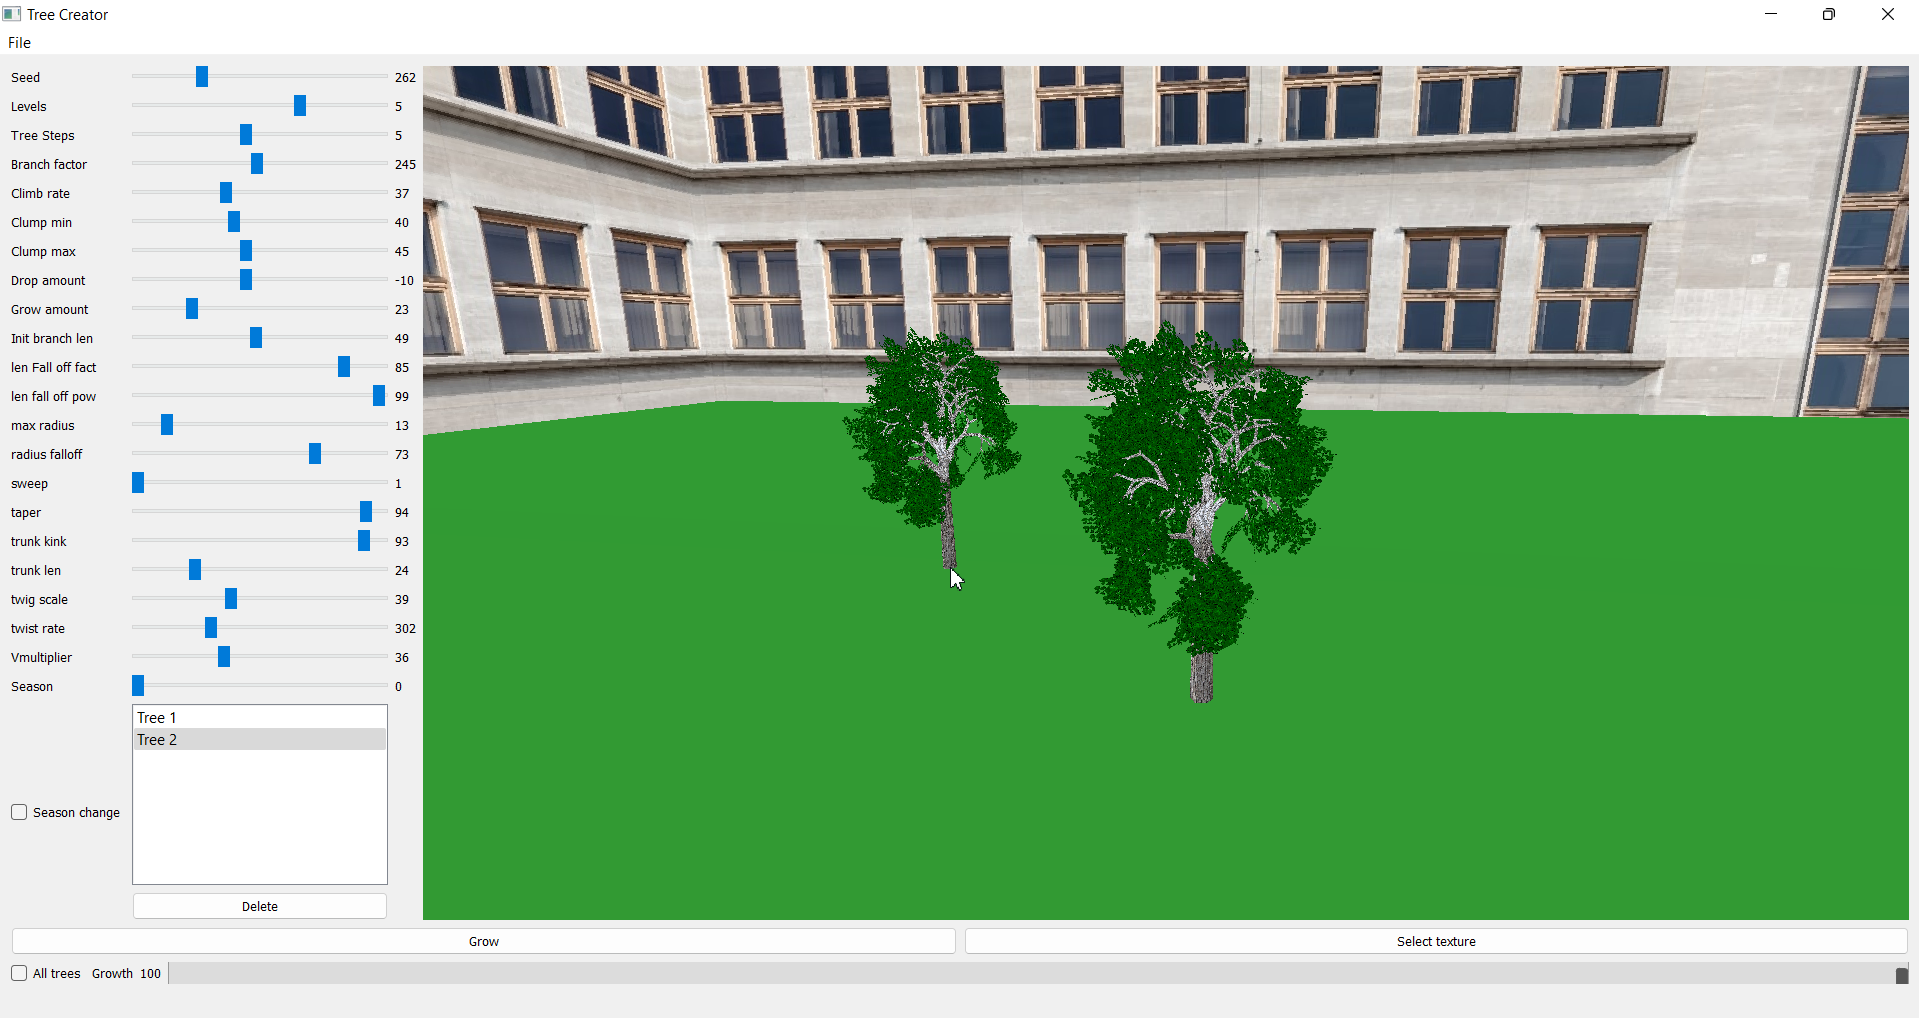 Tree Creator
File
Seed 262
Levels 5
Tree Steps 5
Branch factor 245
Climb rate 37
Clump min 40
Clump max 45
Drop amount -10
Grow amount 23
Init branch len 49
len Fall off fact 85
len fall off pow 99
max radius 13
radius falloff 73
sweep 1
taper 94
trunk kink 93
trunk len 24
twig scale 39
twist rate 302
Vmultiplier 36
Season 0
Tree 1
Tree 2
Season change
Delete
Grow Select texture
All trees Growth 100